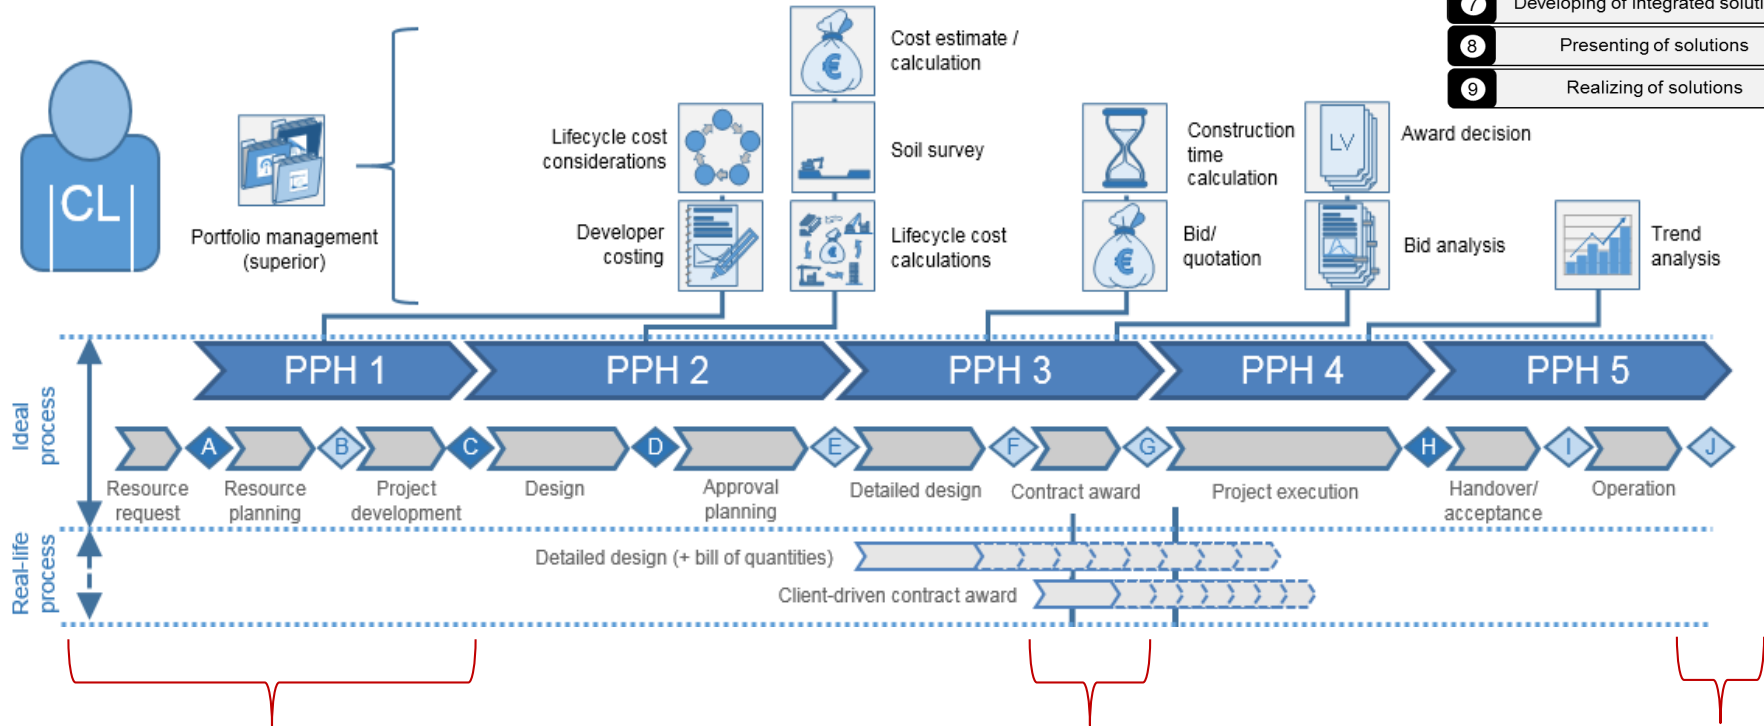 7 Developing of integrated
8 Presenting of solutions
9 Realizing of solutions
CL
Portfolio management
(superior)
Cost estimate /
calculation
Lifecycle cost
considerations
Soil survey
Developer
costing
Lifecycle cost
calculations
Construction
time
calculation
Bid/
quotation
LV
Award decision
Bid analysis
Trend
analysis
Ideal
process
PPH 1
PPH 2
PPH 3
PPH 4
PPH 5
A
B
C
D
E
F
G
H
I
J
Resource
request
Resource
planning
Project
development
Design
Approval
planning
Detailed design
Contract award
Project execution
Handover/
acceptance
Operation
Real-life
process
Detailed design (+ bill of quantities)
Client-driven contract award